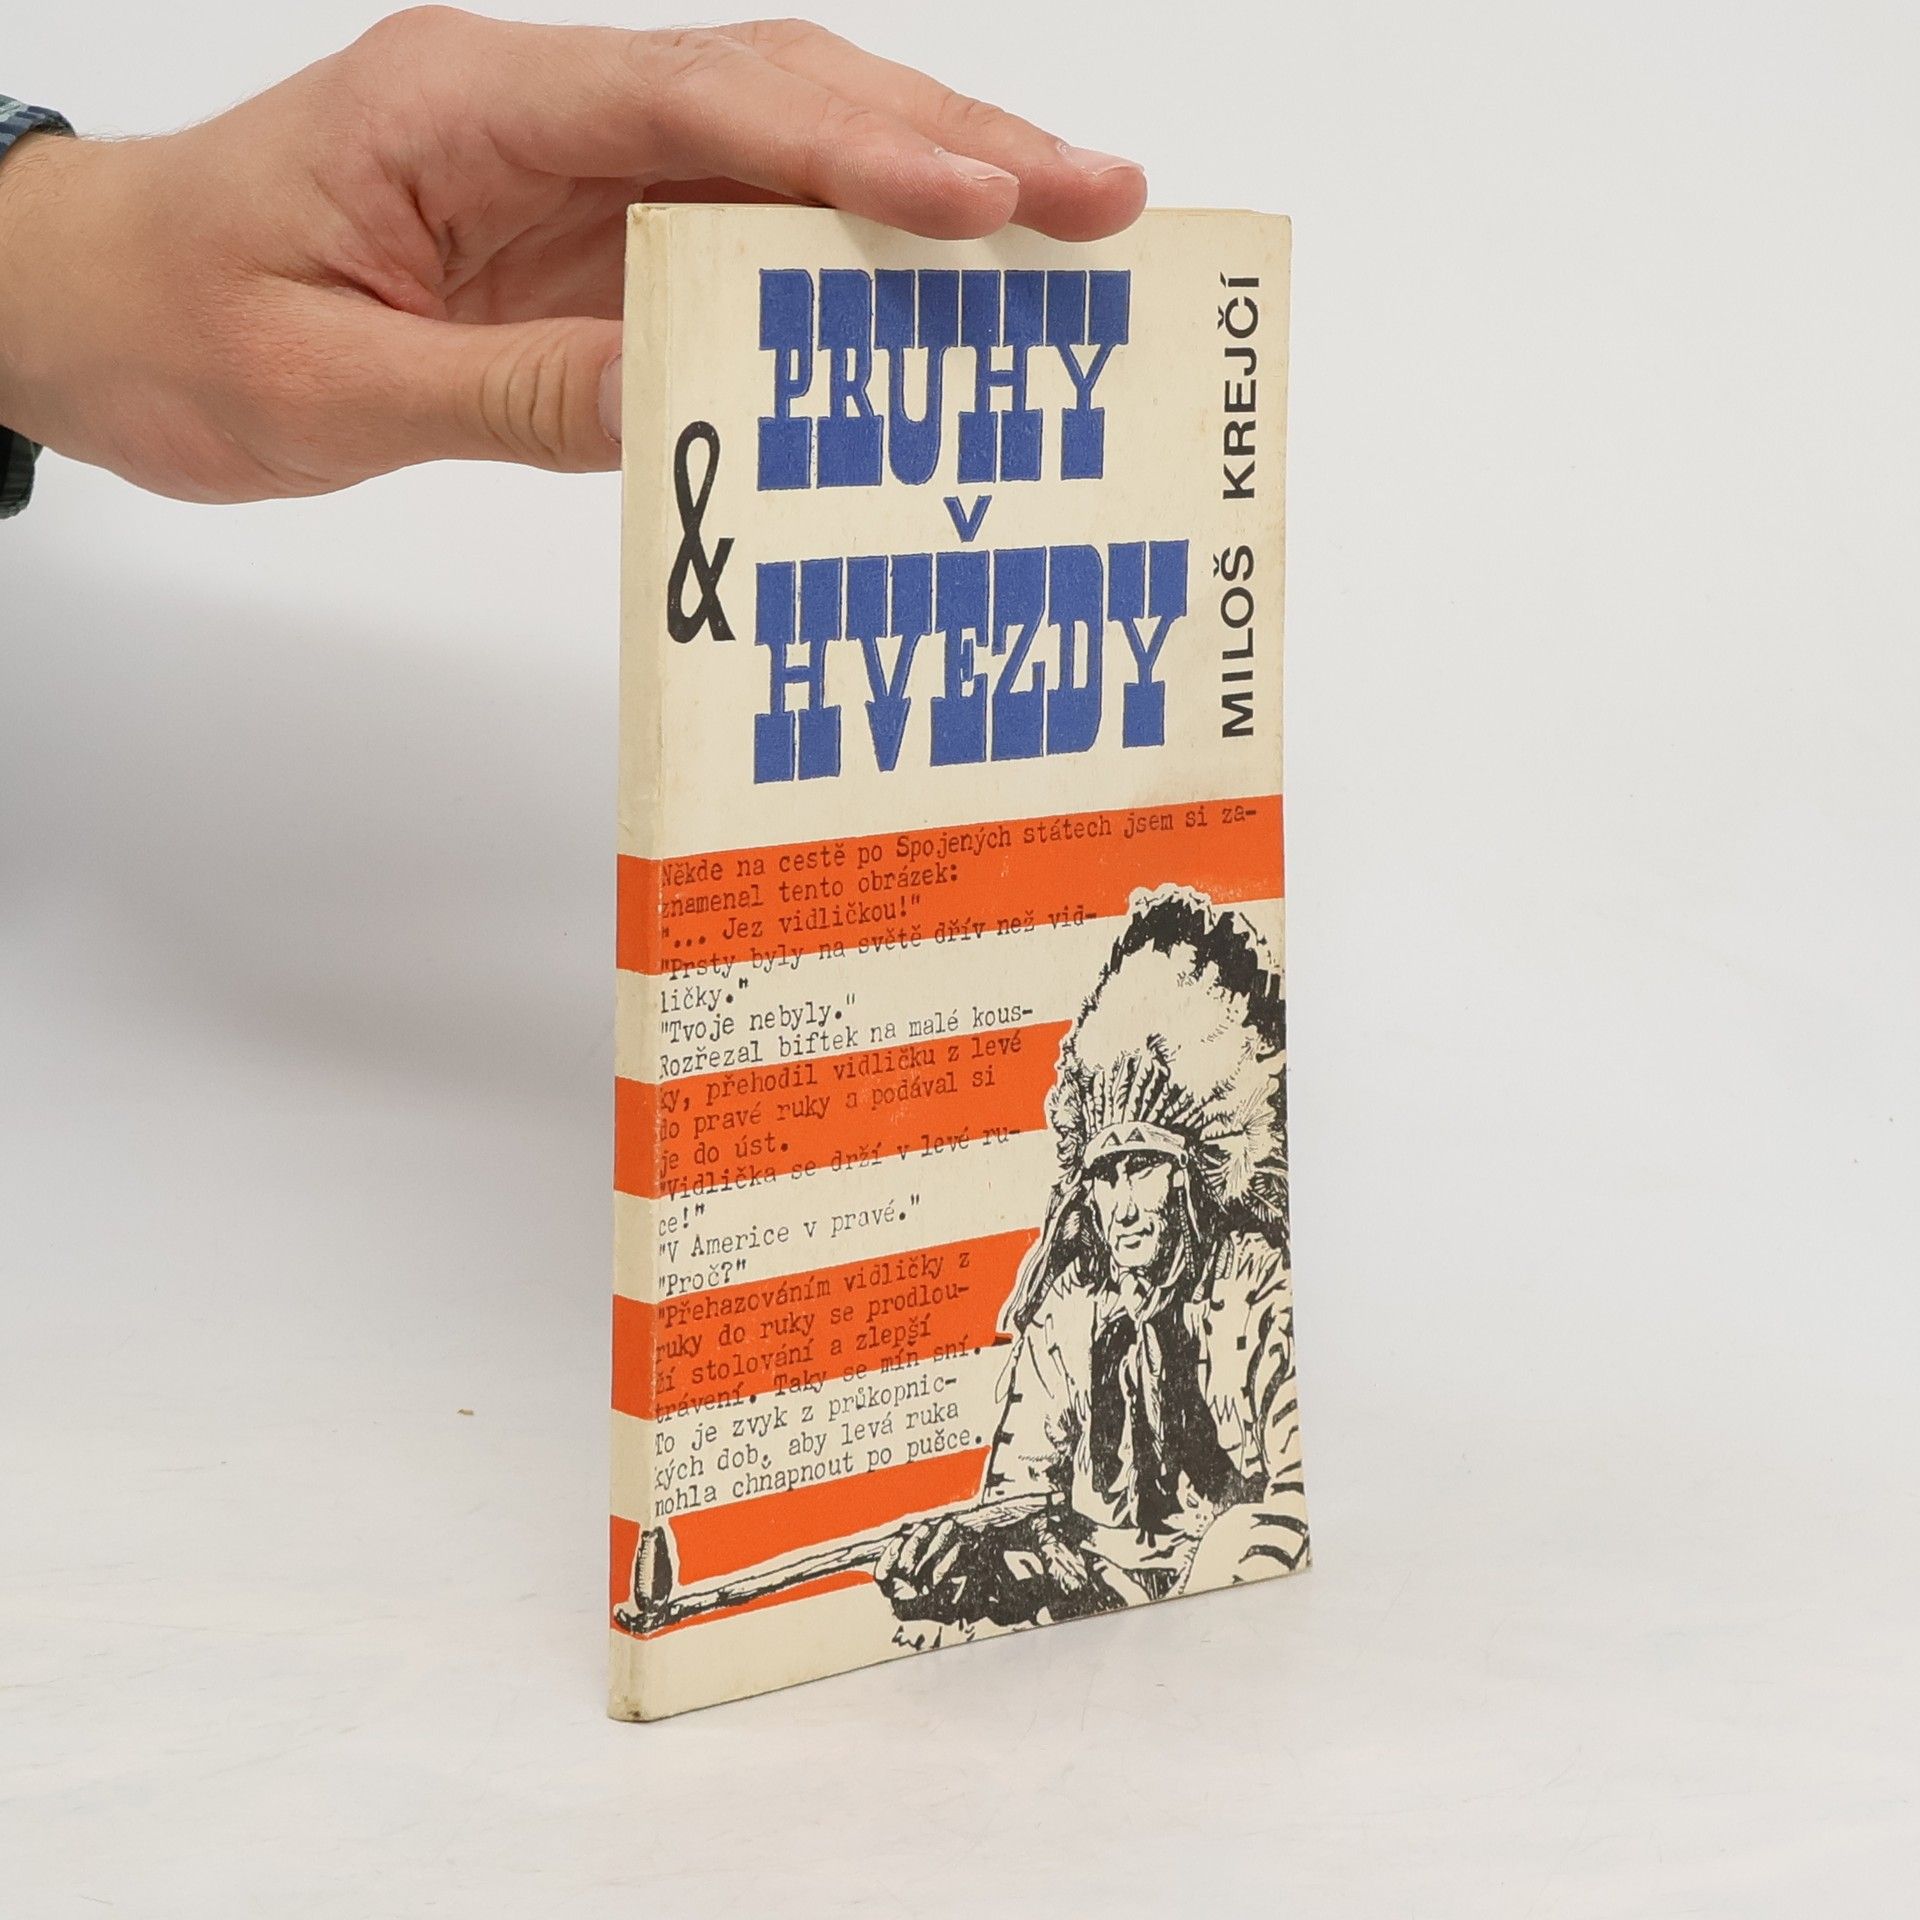 PRUHY
&
HVĚZDY
MILOŠ KREJČÍ
Někde na cestě po Spojených státech jsem si za-
znamenal tento obrázek:
"... Jez vidličkou!"
"Prsty byly na světě dřív než vid-
ličky."
"Tvoje nebyly."
Rozřezal biftek na malé kous-
ky, přehodil vidličku z levé
do pravé ruky a podával si
je do úst.
"Vidlička se drží v levé ru-
ce!"
"V Americe v pravé."
"Proč?"
"Přehazováním vidličky z
ruky do ruky se prodlou-
ží stolování a zlepší
trávení. Taky se míň sní.
To je zvyk z průkopnic-
kých dob, aby levá ruka
mohla chňapnout po pušce.